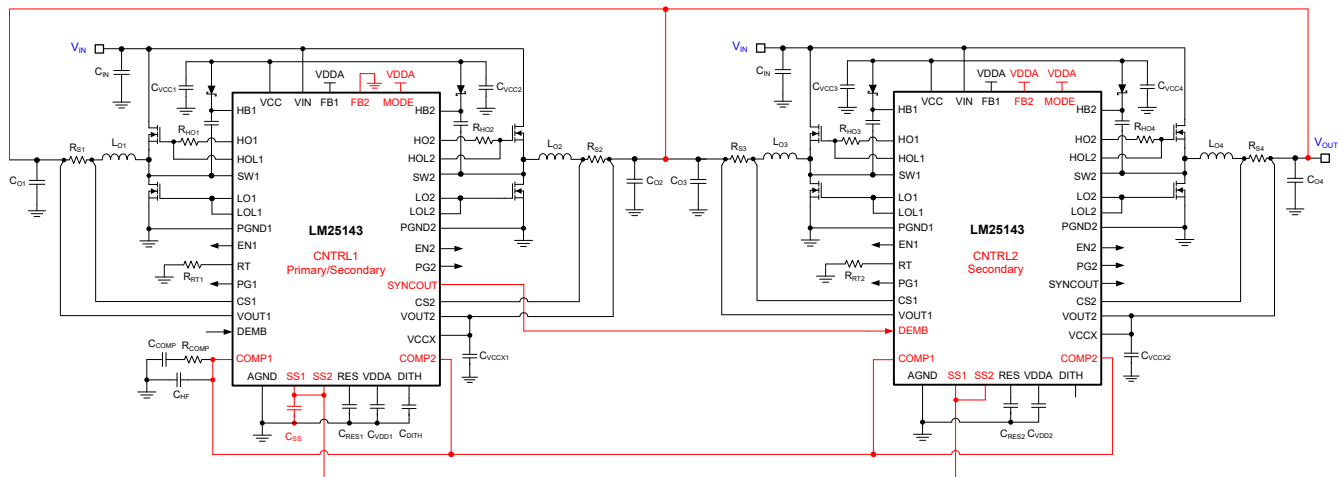 VIN
CIN
CVCC1
VDDA
VDDA
CVCC2
VCC
VIN
FB1
FB2
MODE
HB1
HB2
RHO1
HO1
HO2
RHO2
HOL1
HOL2
SW1
SW2
LO1
LO2
LOL1
LOL2
PGND1
PGND2
RS1
LO1
LO2
RS2
CO1
CO2
LM25143
CNTRL1
Primary/Secondary
EN1
EN2
RT
PG2
RRT1
PG1
SYNCOUT
CS1
CS2
VOUT1
VOUT2
DEMB
VCCX
CVCCX1
COMP1
COMP2
CCOMP
RCOMP
CHF
AGND
SS1
SS2
RES
VDDA
DITH
CSS
CRES1
CVDD1
CDITH
VIN
CIN
CVCC3
VDDA
VDDA
VDDA
CVCC4
VCC
VIN
FB1
FB2
MODE
HB1
HB2
RHO3
HO1
HO2
RHO4
HOL1
HOL2
SW1
SW2
LO1
LO2
LOL1
LOL2
PGND1
PGND2
CO3
RS3
LO3
LO4
RS4
VOUT
CO4
LM25143
CNTRL2
Secondary
EN1
EN2
RT
PG2
RRT2
PG1
SYNCOUT
CS1
CS2
VOUT1
VOUT2
DEMB
VCCX
CVCCX2
COMP1
COMP2
AGND
SS1
SS2
RES
VDDA
DITH
CRES2
CVDD2